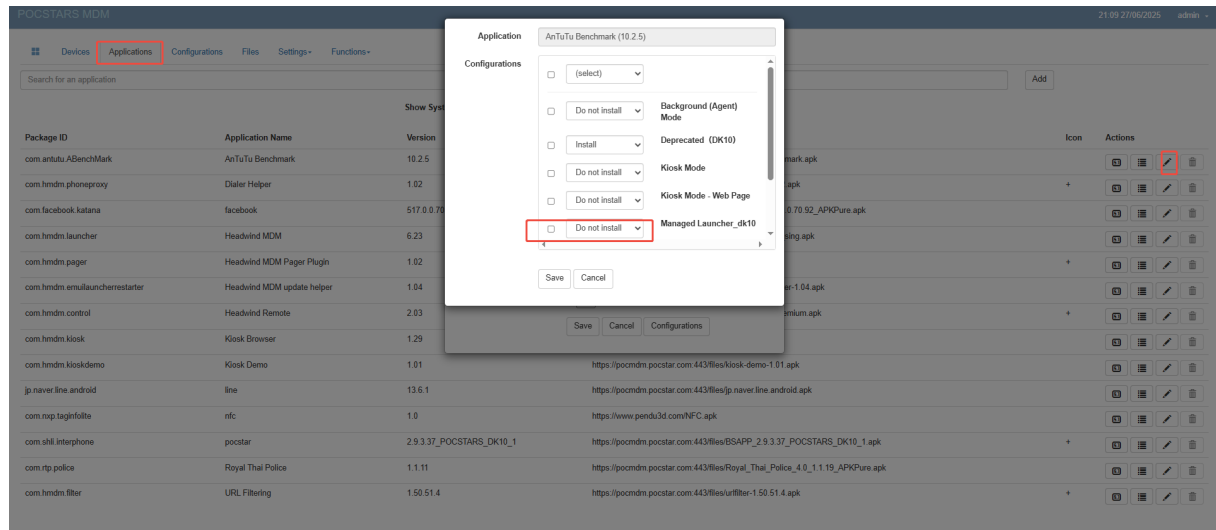 POCSTARS MDM
21:09 27/06/2025 admin
Devices Applications Configurations Files Settings Functions
Search for an application
Add
Show Syst
Package ID Application Name Version Icon Actions
com.antutu.ABenchMark AnTuTu Benchmark 10.2.5 mark.apk
com.hmdm.phoneproxy Dialer Helper 1.02 .apk +
com.facebook.katana facebook 517.0.0.70 0.70.92_APKPure.apk
com.hmdm.launcher Headwind MDM 6.23 sing.apk
com.hmdm.pager Headwind MDM Pager Plugin 1.02 +
com.hmdm.emuilauncherrestarter Headwind MDM update helper 1.04 er-1.04.apk
com.hmdm.control Headwind Remote 2.03 emium.apk +
com.hmdm.kiosk Kiosk Browser 1.29
com.hmdm.kioskdemo Kiosk Demo 1.01 https://pocmdm.pocstar.com:443/files/kiosk-demo-1.01.apk
jp.naver.line.android line 13.6.1 https://pocmdm.pocstar.com:443/files/jp.naver.line.android.apk
com.nxp.taginfolite nfc 1.0 https://www.pendu3d.com/NFC.apk
com.shli.interphone pocstar 2.9.3.37_POCSTARS_DK10_1 https://pocmdm.pocstar.com:443/files/BSAPP_2.9.3.37_POCSTARS_DK10_1.apk +
com.rtp.police Royal Thai Police 1.1.11 https://pocmdm.pocstar.com:443/files/Royal_Thai_Police_4.0_1.1.19_APKPure.apk
com.hmdm.filter URL Filtering 1.50.51.4 https://pocmdm.pocstar.com:443/files/urlfilter-1.50.51.4.apk +
Application AnTuTu Benchmark (10.2.5)
Configurations
(select)
Do not install Background (Agent)
Mode
Install Deprecated (DK10)
Do not install Kiosk Mode
Do not install Kiosk Mode - Web Page
Do not install Managed Launcher_dk10
Save Cancel
Save Cancel Configurations